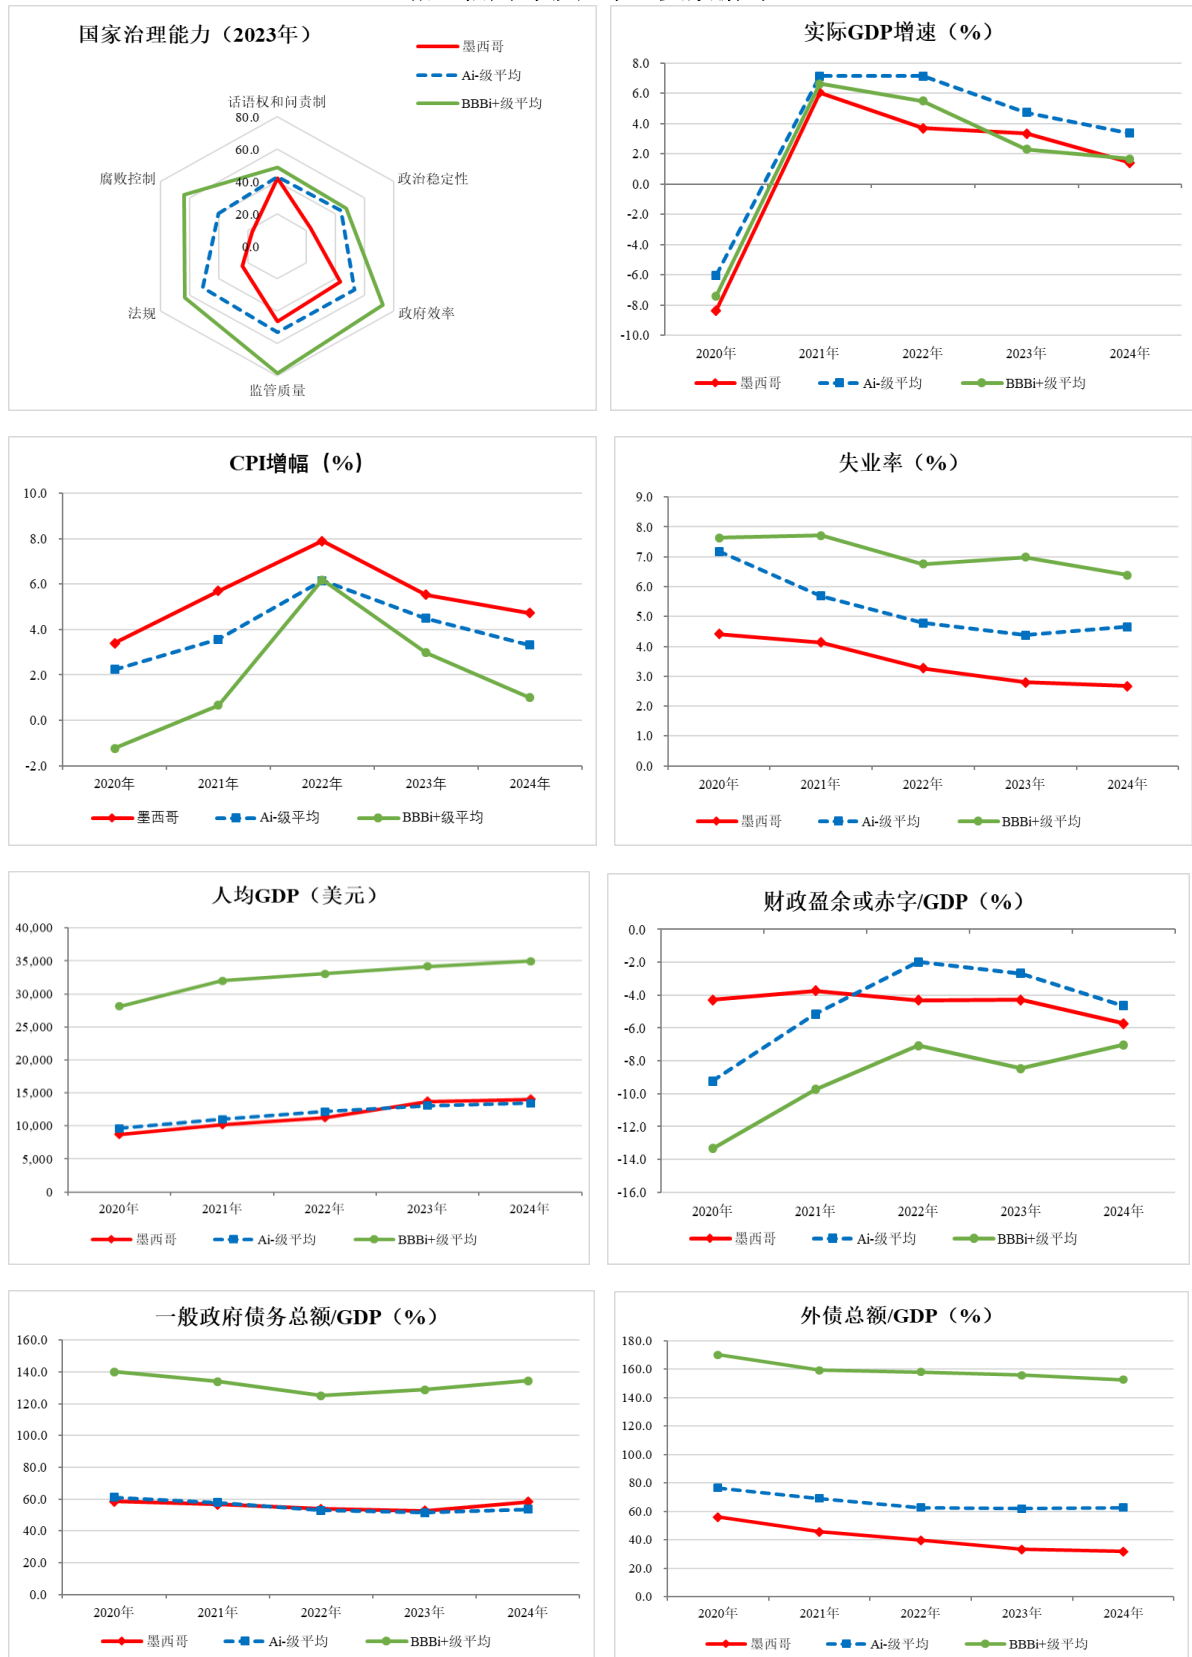 国家治理能力（2023年）
墨西哥
Ai-级平均
BBBi+级平均
话语权和问责制
80.0
60.0
40.0
20.0
0.0
腐败控制
政治稳定性
法规
政府效率
监管质量
实际GDP增速（%）
8.0
6.0
4.0
2.0
0.0
-2.0
-4.0
-6.0
-8.0
-10.0
2020年 2021年 2022年 2023年 2024年
墨西哥 Ai-级平均 BBBi+级平均
CPI增幅（%）
10.0
8.0
6.0
4.0
2.0
0.0
-2.0
2020年 2021年 2022年 2023年 2024年
墨西哥 Ai-级平均 BBBi+级平均
失业率（%）
9.0
8.0
7.0
6.0
5.0
4.0
3.0
2.0
1.0
0.0
2020年 2021年 2022年 2023年 2024年
墨西哥 Ai-级平均 BBBi+级平均
人均GDP（美元）
40,000
35,000
30,000
25,000
20,000
15,000
10,000
5,000
0
2020年 2021年 2022年 2023年 2024年
墨西哥 Ai-级平均 BBBi+级平均
财政盈余或赤字/GDP（%）
0.0
-2.0
-4.0
-6.0
-8.0
-10.0
-12.0
-14.0
-16.0
2020年 2021年 2022年 2023年 2024年
墨西哥 Ai-级平均 BBBi+级平均
一般政府债务总额/GDP（%）
160.0
140.0
120.0
100.0
80.0
60.0
40.0
20.0
0.0
2020年 2021年 2022年 2023年 2024年
墨西哥 Ai-级平均 BBBi+级平均
外债总额/GDP（%）
180.0
160.0
140.0
120.0
100.0
80.0
60.0
40.0
20.0
0.0
2020年 2021年 2022年 2023年 2024年
墨西哥 Ai-级平均 BBBi+级平均